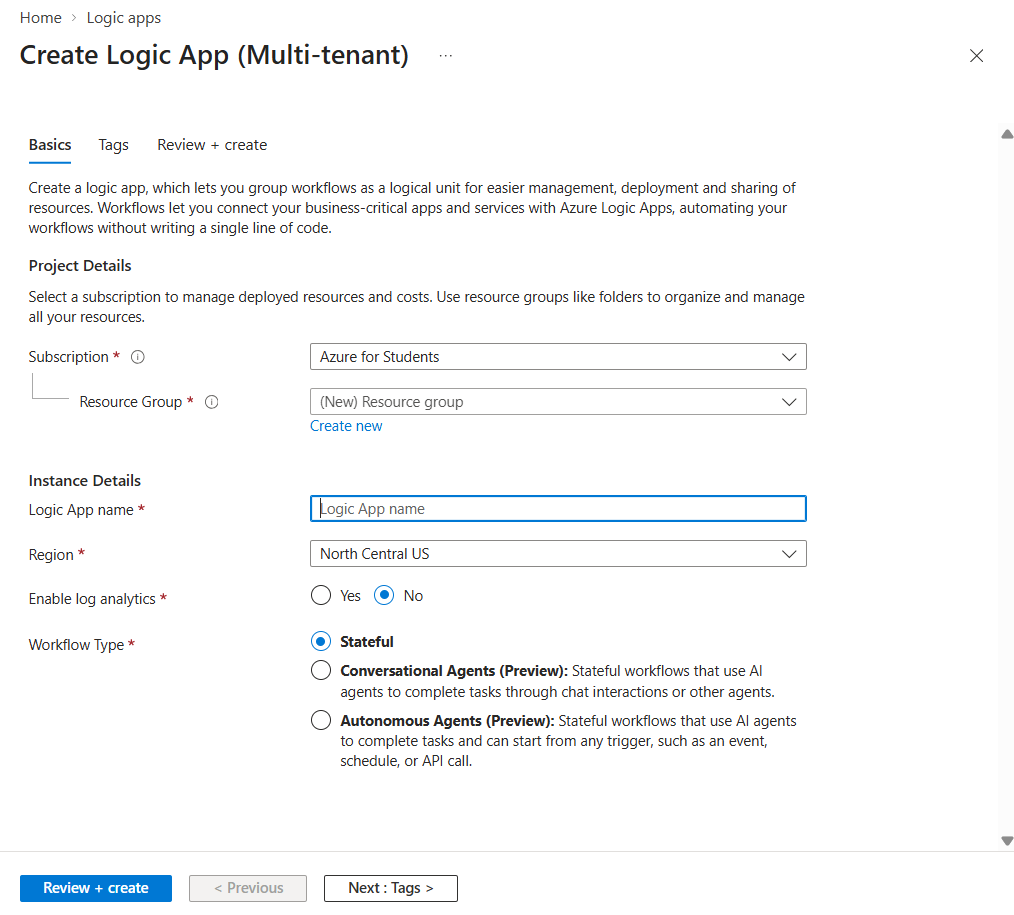 Home > Logic apps
Create Logic App (Multi-tenant) ...
Basics Tags Review + create
Create a logic app, which lets you group workflows as a logical unit for easier management, deployment and sharing of
resources. Workflows let you connect your business-critical apps and services with Azure Logic Apps, automating your
workflows without writing a single line of code.
Project Details
Select a subscription to manage deployed resources and costs. Use resource groups like folders to organize and manage
all your resources.
Subscription * Azure for Students
Resource Group * (New) Resource group
Create new
Instance Details
Logic App name * Logic App name
Region * North Central US
Enable log analytics * Yes No
Workflow Type * Stateful
Conversational Agents (Preview): Stateful workflows that use AI
agents to complete tasks through chat interactions or other agents.
Autonomous Agents (Preview): Stateful workflows that use AI agents
to complete tasks and can start from any trigger, such as an event,
schedule, or API call.
Review + create < Previous Next : Tags >